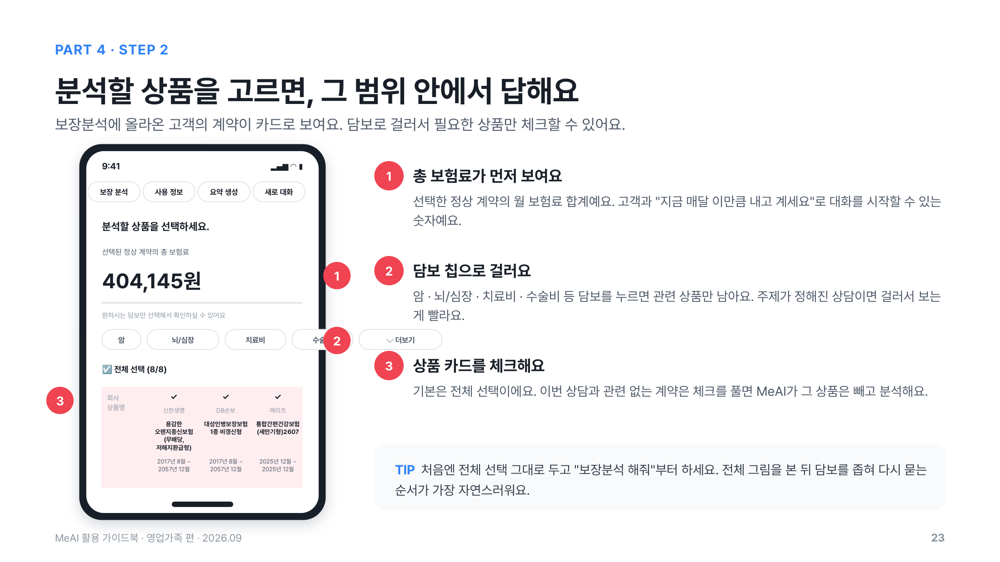 PART 4 · STEP 2
분석할 상품을 고르면, 그 범위 안에서 답해요
보장분석에 올라온 고객의 계약이 카드로 보여요. 담보로 걸러서 필요한 상품만 체크할 수 있어요.
9:41
보장 분석 사용 정보 요약 생성 새로 대화
분석할 상품을 선택하세요.
선택된 정상 계약의 총 보험료
404,145원
1
원하시는 담보만 선택해서 확인하실 수 있어요
암 뇌/심장 치료비 수술 2 더보기
☑ 전체 선택 (8/8)
3
회사
상품명
✓ ✓ ✓
신한생명 DB손보 메리츠
용감한 대성인병보장보험 통합간편건강보험
오렌지종신보험 1종 비갱신형 (세만기형)2607
(무배당,
저해지환급형)
2017년 8월 ~ 2017년 8월 ~ 2025년 12월 ~
2057년 12월 2057년 12월 2025년 12월
1 총 보험료가 먼저 보여요
선택한 정상 계약의 월 보험료 합계예요. 고객과 "지금 매달 이만큼 내고 계세요"로 대화를 시작할 수 있는
숫자예요.
2 담보 칩으로 걸러요
암 · 뇌/심장 · 치료비 · 수술비 등 담보를 누르면 관련 상품만 남아요. 주제가 정해진 상담이면 걸러서 보는
게 빨라요.
3 상품 카드를 체크해요
기본은 전체 선택이에요. 이번 상담과 관련 없는 계약은 체크를 풀면 MeAI가 그 상품은 빼고 분석해요.
TIP 처음엔 전체 선택 그대로 두고 "보장분석 해줘"부터 하세요. 전체 그림을 본 뒤 담보를 좁혀 다시 묻는
순서가 가장 자연스러워요.
MeAI 활용 가이드북 · 영업가족 편 · 2026.09
23